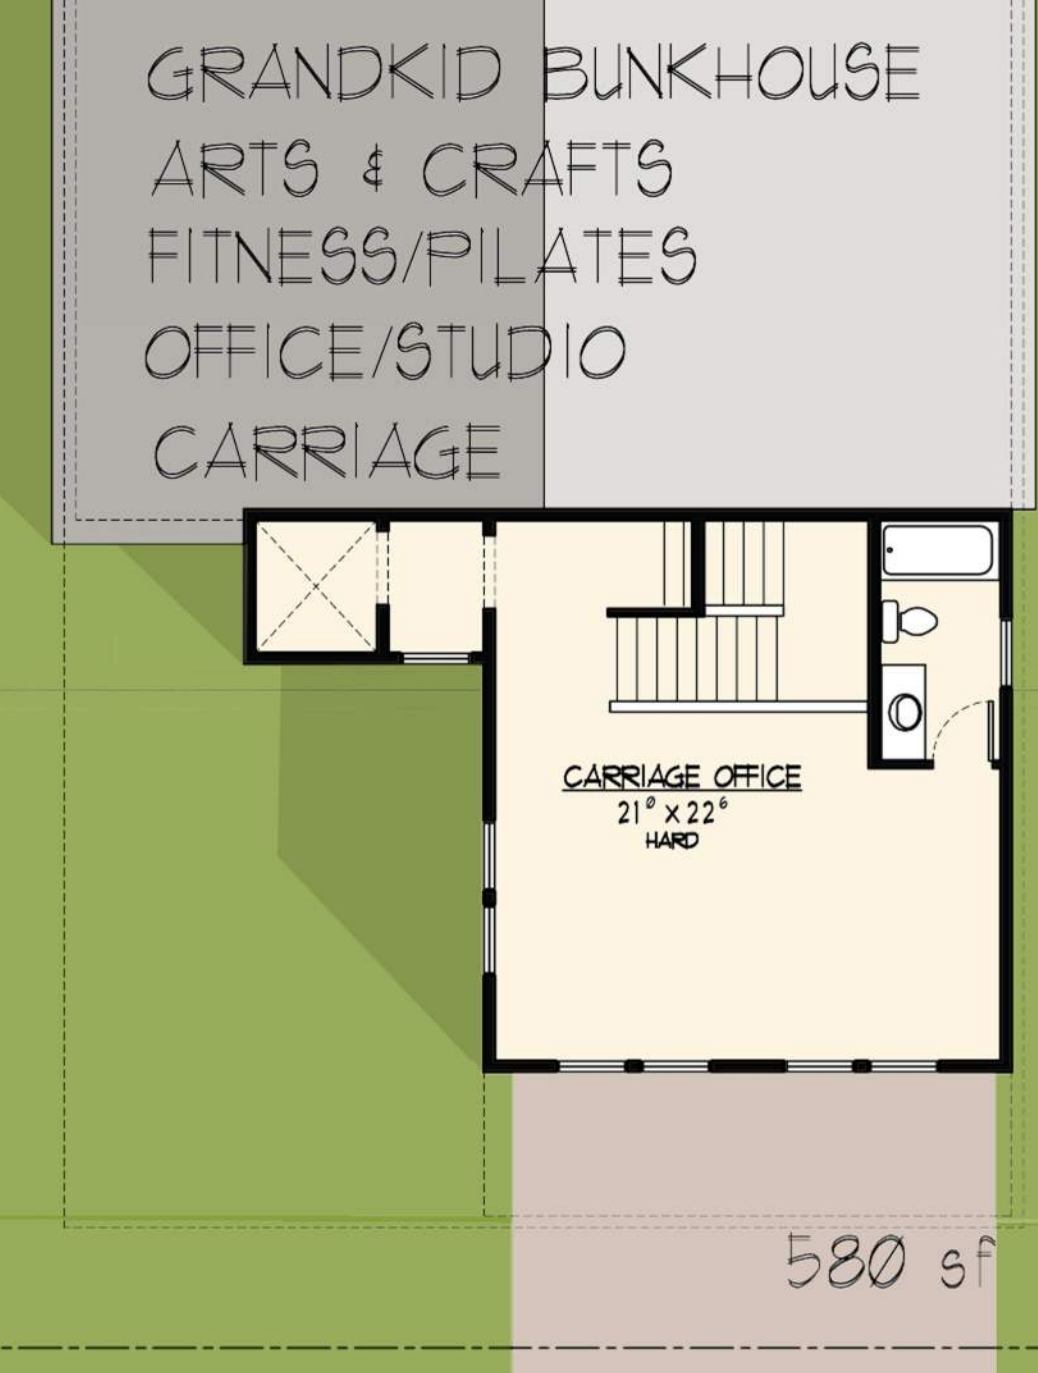 GRANDKID BUNKHOUSE
ARTS & CRAFTS
FITNESS/PILATES
OFFICE/STUDIO
CARRIAGE
CARRIAGE OFFICE
21⁰ x 22⁶
HARD
580 sf